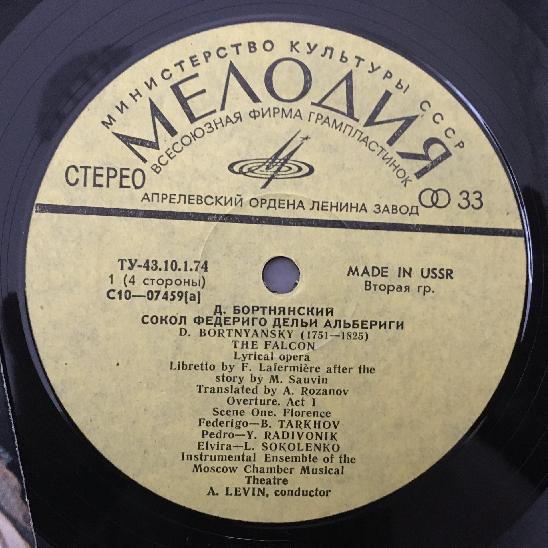 МИНИСТЕРСТВО КУЛЬТУРЫ СССР
МЕЛОДИЯ
ВСЕСОЮЗНАЯ ФИРМА ГРАМПЛАСТИНОК
СТЕРЕО
АПРЕЛЕВСКИЙ ОРДЕНА ЛЕНИНА ЗАВОД
33
ТУ-43.10.1.74
1 (4 стороны)
С10—07459(а)
MADE IN USSR
Вторая гр.
Д. БОРТНЯНСКИЙ
СОКОЛ ФЕДЕРИГО ДЕЛЬИ АЛЬБЕРИГИ
D. BORTNYANSKY (1751—1825)
THE FALCON
Lyrical opera
Libretto by F. Lafermière after the
story by M. Sauvin
Translated by A. Rozanov
Overture. Act I
Scene One. Florence
Federigo—B. TARKHOV
Pedro—Y. RADIVONIK
Elvira—L. SOKOLENKO
Instrumental Ensemble of the
Moscow Chamber Musical
Theatre
A. LEVIN, conductor